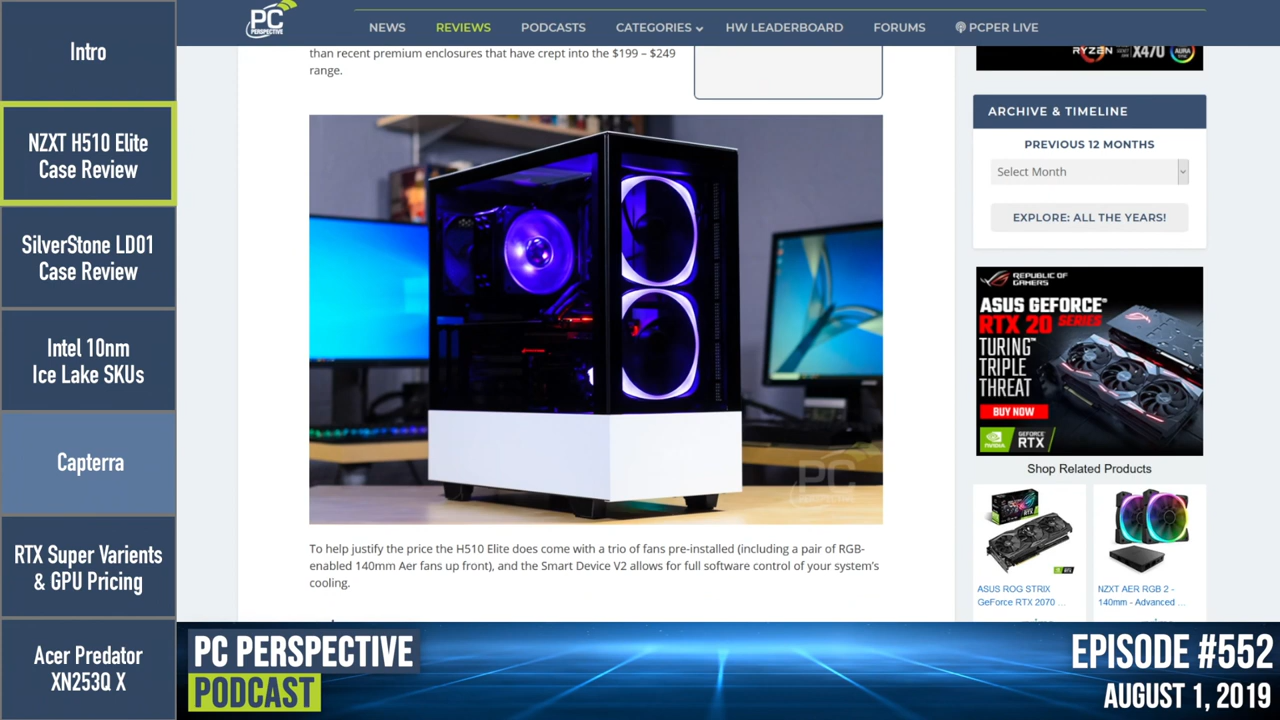 Intro
NZXT H510 Elite
Case Review
SilverStone LD01
Case Review
Intel 10nm
Ice Lake SKUs
Capterra
RTX Super Varients
& GPU Pricing
Acer Predator
XN253Q X
PC
PERSPECTIVE
NEWS
REVIEWS
PODCASTS
CATEGORIES
HW LEADERBOARD
FORUMS
PCPER LIVE
than recent premium enclosures that have crept into the $199 – $249
range.
PC
PERSPECTIVE
To help justify the price the H510 Elite does come with a trio of fans pre-installed (including a pair of RGB-
enabled 140mm Aer fans up front), and the Smart Device V2 allows for full software control of your system’s
cooling.
RYZEN X470 AURA
ARCHIVE & TIMELINE
PREVIOUS 12 MONTHS
Select Month
EXPLORE: ALL THE YEARS!
REPUBLIC OF
GAMERS
ASUS GEFORCE®
RTX 20 SERIES
TURING
TRIPLE
THREAT
BUY NOW
NVIDIA
GEFORCE
RTX
Shop Related Products
ASUS ROG STRIX
GeForce RTX 2070 ...
NZXT AER RGB 2 -
140mm - Advanced ...
PC PERSPECTIVE
PODCAST
EPISODE #552
AUGUST 1, 2019